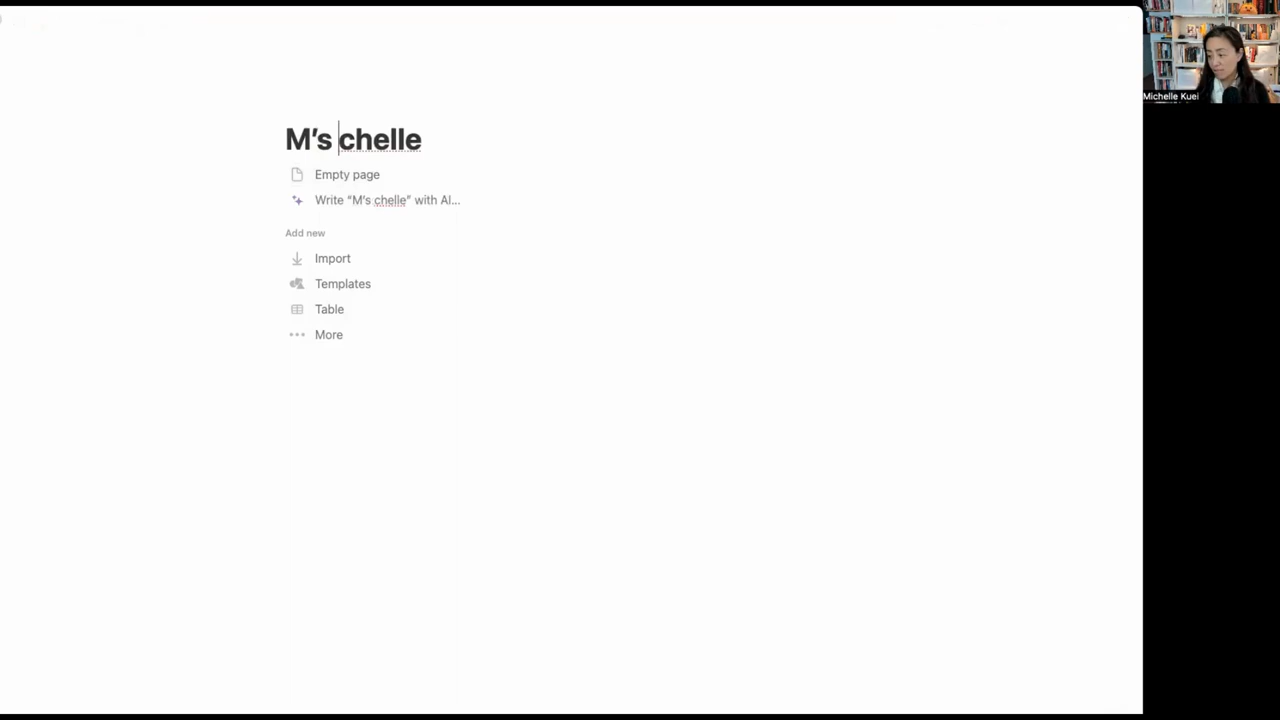 M's chelle
Empty page
Write “M's chelle” with AI...
Add new
Import
Templates
Table
More
Michelle Kuei